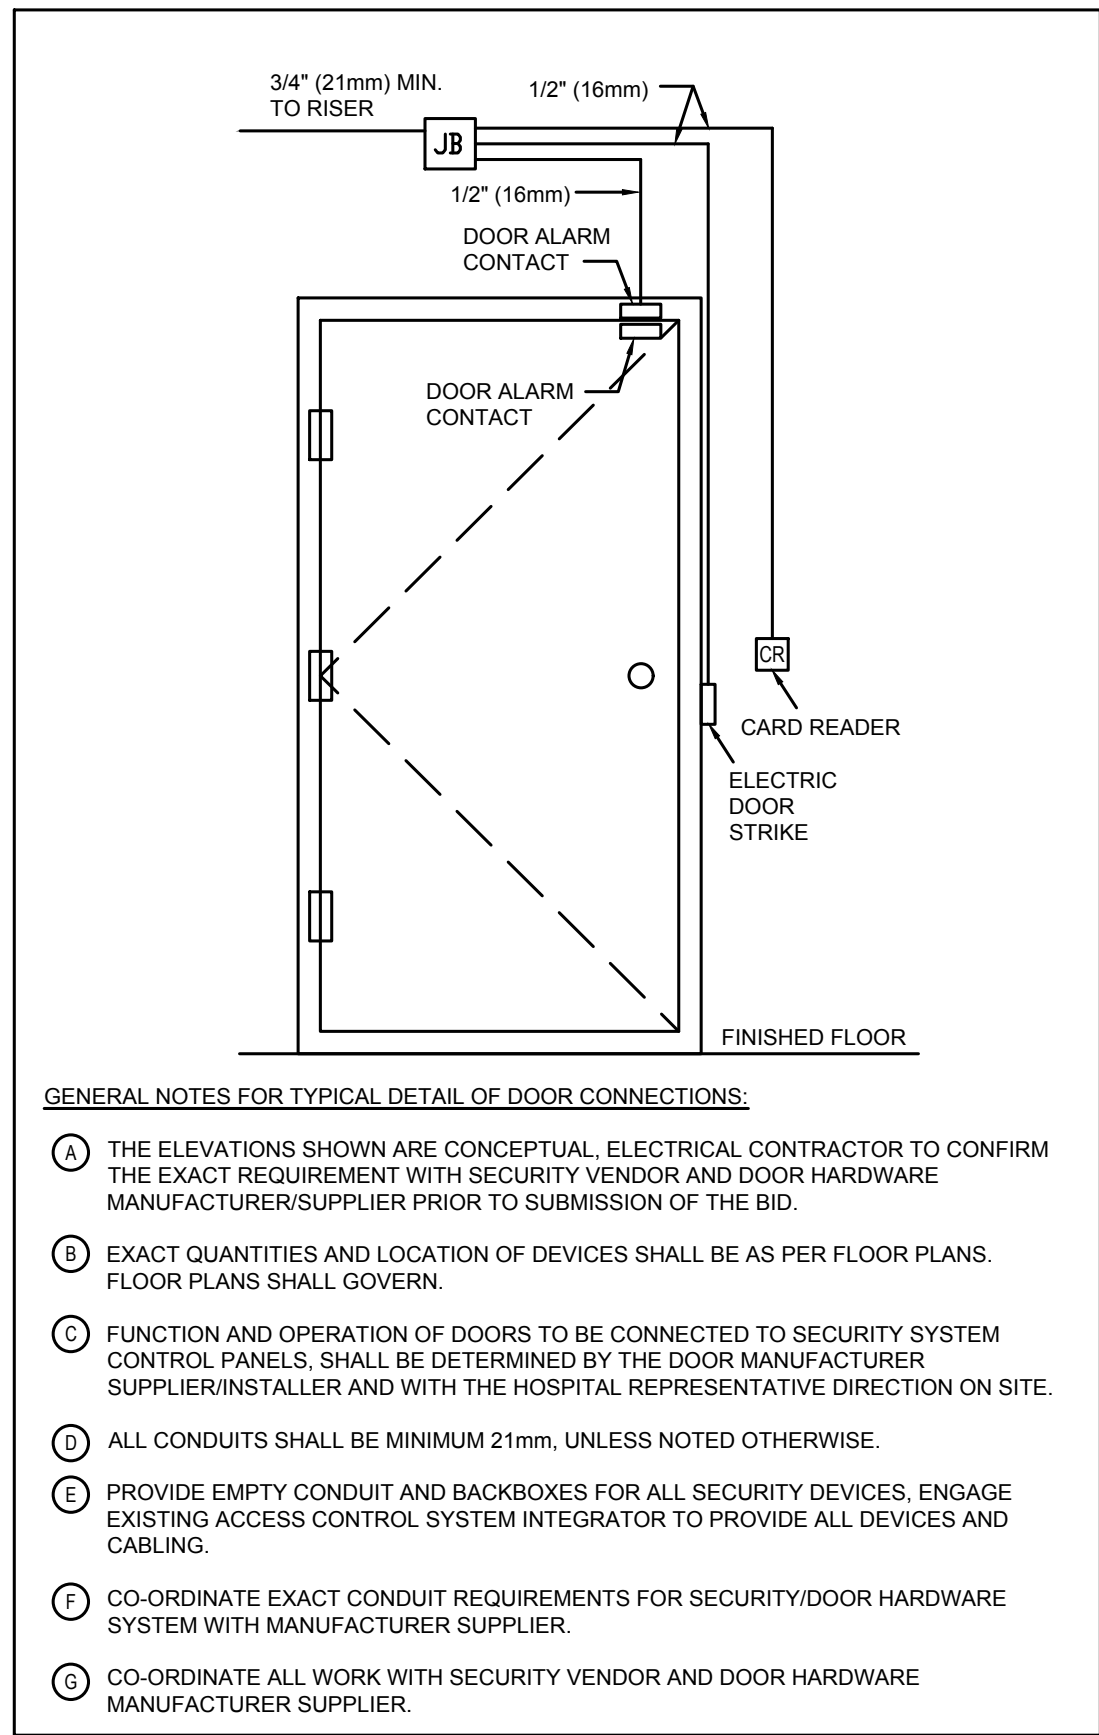 3/4" (21mm) MIN.
TO RISER
1/2" (16mm)
JB
1/2" (16mm)
DOOR ALARM
CONTACT
DOOR ALARM
CONTACT
CR
CARD READER
ELECTRIC
DOOR
STRIKE
FINISHED FLOOR
GENERAL NOTES FOR TYPICAL DETAIL OF DOOR CONNECTIONS:
A THE ELEVATIONS SHOWN ARE CONCEPTUAL, ELECTRICAL CONTRACTOR TO CONFIRM
THE EXACT REQUIREMENT WITH SECURITY VENDOR AND DOOR HARDWARE
MANUFACTURER/SUPPLIER PRIOR TO SUBMISSION OF THE BID.
B EXACT QUANTITIES AND LOCATION OF DEVICES SHALL BE AS PER FLOOR PLANS.
FLOOR PLANS SHALL GOVERN.
C FUNCTION AND OPERATION OF DOORS TO BE CONNECTED TO SECURITY SYSTEM
CONTROL PANELS, SHALL BE DETERMINED BY THE DOOR MANUFACTURER
SUPPLIER/INSTALLER AND WITH THE HOSPITAL REPRESENTATIVE DIRECTION ON SITE.
D ALL CONDUITS SHALL BE MINIMUM 21mm, UNLESS NOTED OTHERWISE.
E PROVIDE EMPTY CONDUIT AND BACKBOXES FOR ALL SECURITY DEVICES, ENGAGE
EXISTING ACCESS CONTROL SYSTEM INTEGRATOR TO PROVIDE ALL DEVICES AND
CABLING.
F CO-ORDINATE EXACT CONDUIT REQUIREMENTS FOR SECURITY/DOOR HARDWARE
SYSTEM WITH MANUFACTURER SUPPLIER.
G CO-ORDINATE ALL WORK WITH SECURITY VENDOR AND DOOR HARDWARE
MANUFACTURER SUPPLIER.